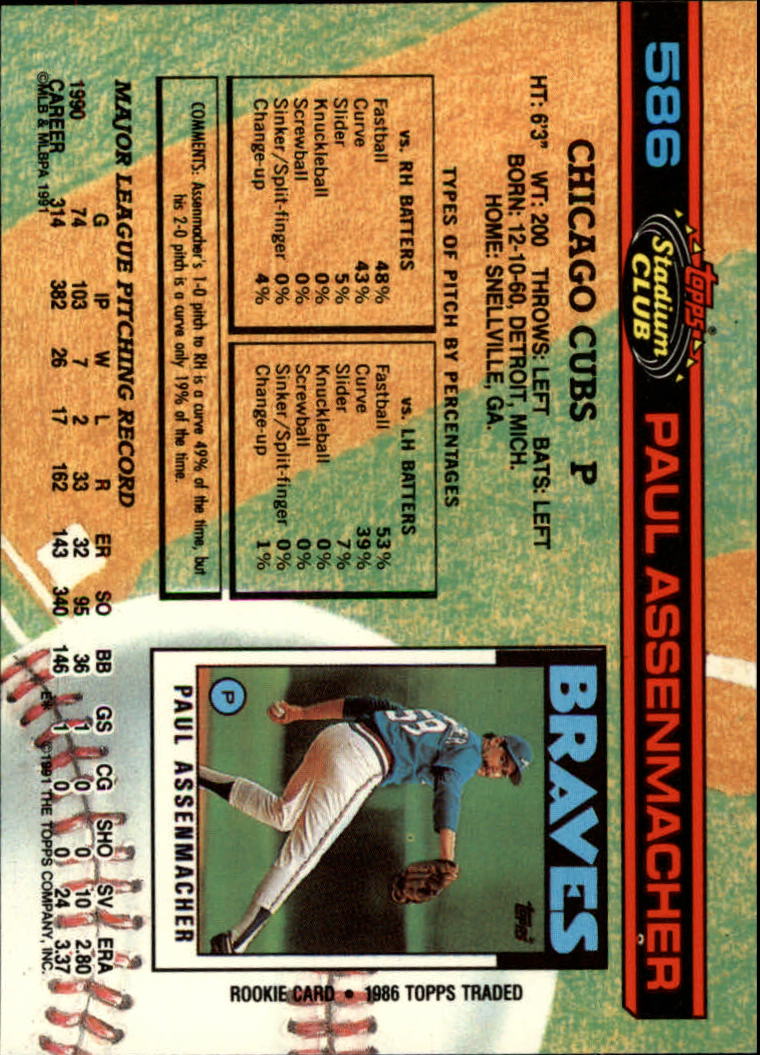 586
topps®
Stadium
CLUB
PAUL ASSENMACHER
CHICAGO CUBS P
HT: 6'3" WT: 200 THROWS: LEFT BATS: LEFT
BORN: 12-10-60, DETROIT, MICH.
HOME: SNELLVILLE, GA.
TYPES OF PITCH BY PERCENTAGES
vs. RH BATTERS
Fastball 48%
Curve 43%
Slider 5%
Knuckleball 0%
Screwball 0%
Sinker/Split-finger 0%
Change-up 4%
vs. LH BATTERS
Fastball 53%
Curve 39%
Slider 7%
Knuckleball 0%
Screwball 0%
Sinker/Split-finger 0%
Change-up 1%
COMMENTS: Assenmacher's 1-0 pitch to RH is a curve 49% of the time, but
his 2-0 pitch is a curve only 19% of the time.
BRAVES
topps
58
P
PAUL ASSENMACHER
ROOKIE CARD • 1986 TOPPS TRADED
MAJOR LEAGUE PITCHING RECORD
G IP W L R ER SO BB GS CG SHO SV ERA
1990 74 103 7 2 33 32 95 36 1 0 0 10 2.80
CAREER 314 382 26 17 162 143 340 146 1 0 0 24 3.37
©MLB & MLBPA 1991 E* ©1991 THE TOPPS COMPANY, INC.